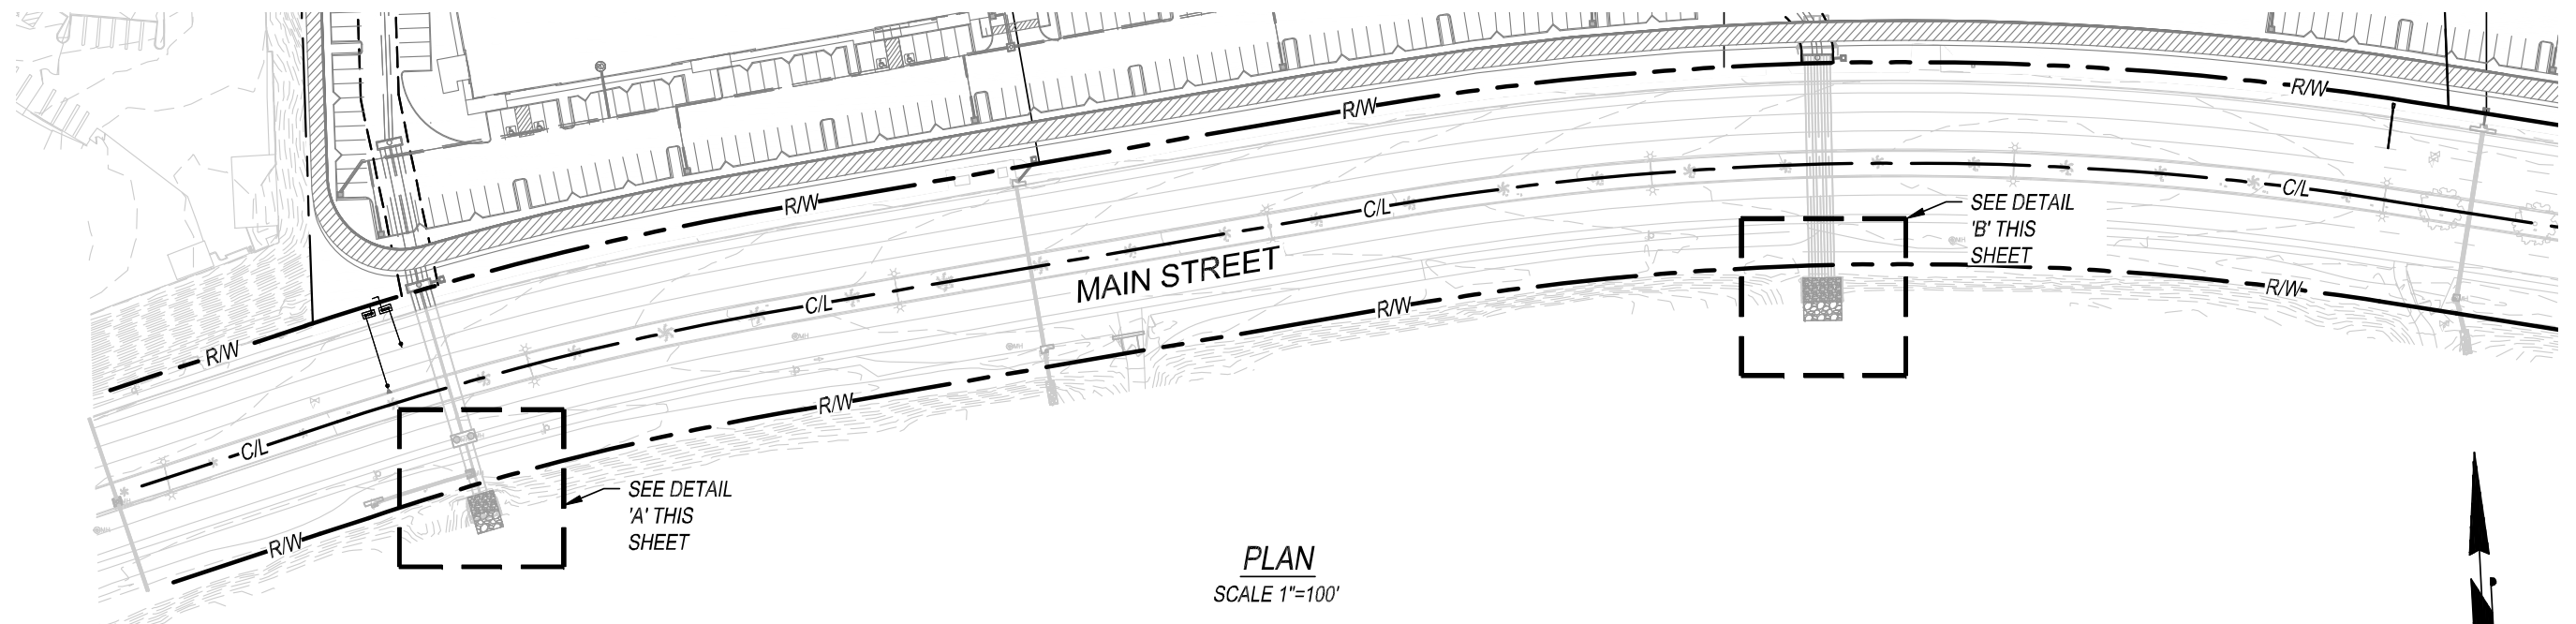 R/W
R/W
R/W
R/W
C/L
C/L
C/L
C/L
MAIN STREET
SEE DETAIL
'B' THIS
SHEET
R/W
R/W
R/W
R/W
SEE DETAIL
'A' THIS
SHEET
PLAN
SCALE 1"=100'